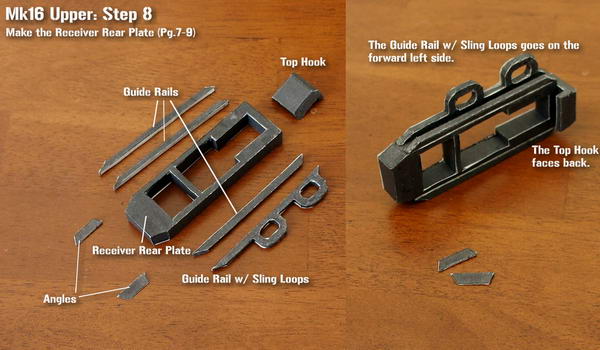 Mk16 Upper: Step 8
Make the Receiver Rear Plate (Pg.7-9)
Top Hook
Guide Rails
Receiver Rear Plate
Guide Rail w/ Sling Loops
Angles
The Guide Rail w/ Sling Loops goes on the
forward left side.
The Top Hook
faces back.